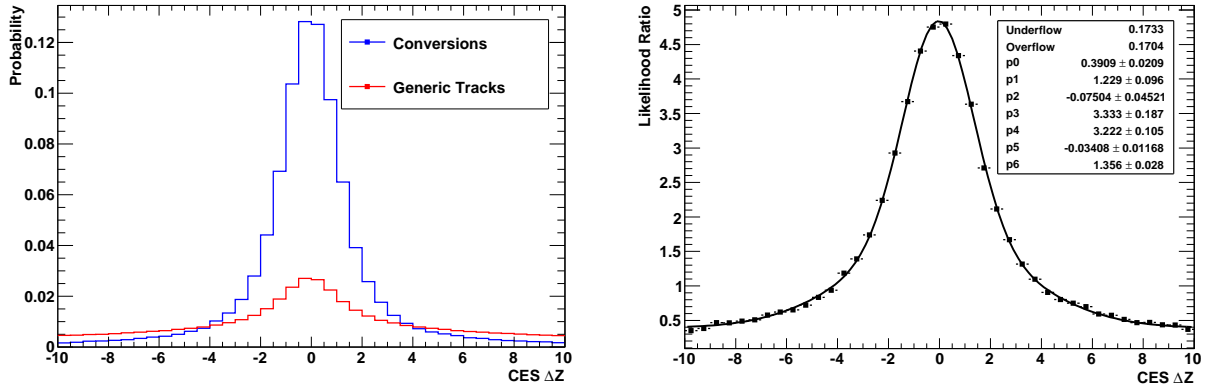 Probability
0.12
0.1
0.08
0.06
0.04
0.02
0
-10 -8 -6 -4 -2 0 2 4 6 8 10
CES ΔZ
Conversions
Generic Tracks
Likelihood Ratio
5
4.5
4
3.5
3
2.5
2
1.5
1
0.5
-10 -8 -6 -4 -2 0 2 4 6 8 10
CES ΔZ
Underflow 0.1733
Overflow 0.1704
p0 0.3909 ± 0.0209
p1 1.229 ± 0.096
p2 -0.07504 ± 0.04521
p3 3.333 ± 0.187
p4 3.222 ± 0.105
p5 -0.03408 ± 0.01168
p6 1.356 ± 0.028